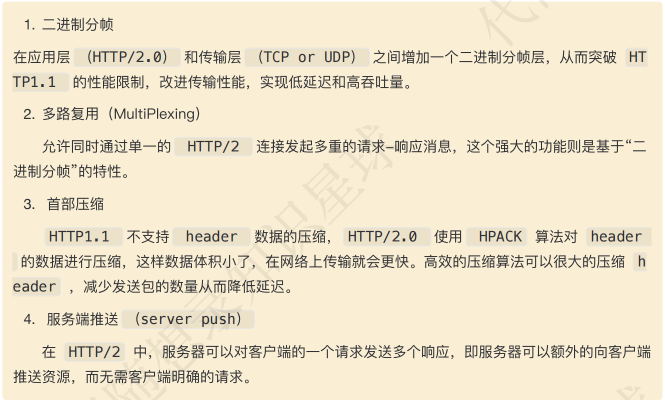 1. 二进制分帧
在应用层（HTTP/2.0）和传输层（TCP or UDP）之间增加一个二进制分帧层，从而突破 HT
TP1.1 的性能限制，改进传输性能，实现低延迟和高吞吐量。
2. 多路复用（MultiPlexing）
允许同时通过单一的 HTTP/2 连接发起多重的请求-响应消息，这个强大的功能则是基于“二
进制分帧”的特性。
3. 首部压缩
HTTP1.1 不支持 header 数据的压缩，HTTP/2.0 使用 HPACK 算法对 header
的数据进行压缩，这样数据体积小了，在网络上传输就会更快。高效的压缩算法可以很大的压缩 h
eader ，减少发送包的数量从而降低延迟。
4. 服务端推送（server push）
在 HTTP/2 中，服务器可以对客户端的一个请求发送多个响应，即服务器可以额外的向客户端
推送资源，而无需客户端明确的请求。
代
随想录知识星球